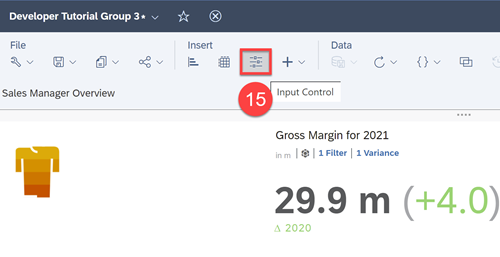 Developer Tutorial Group 3*
File
Insert
Data
15
Input Control
Sales Manager Overview
Gross Margin for 2021
in m
1 Filter
1 Variance
29.9 m (+4.0)
Δ 2020